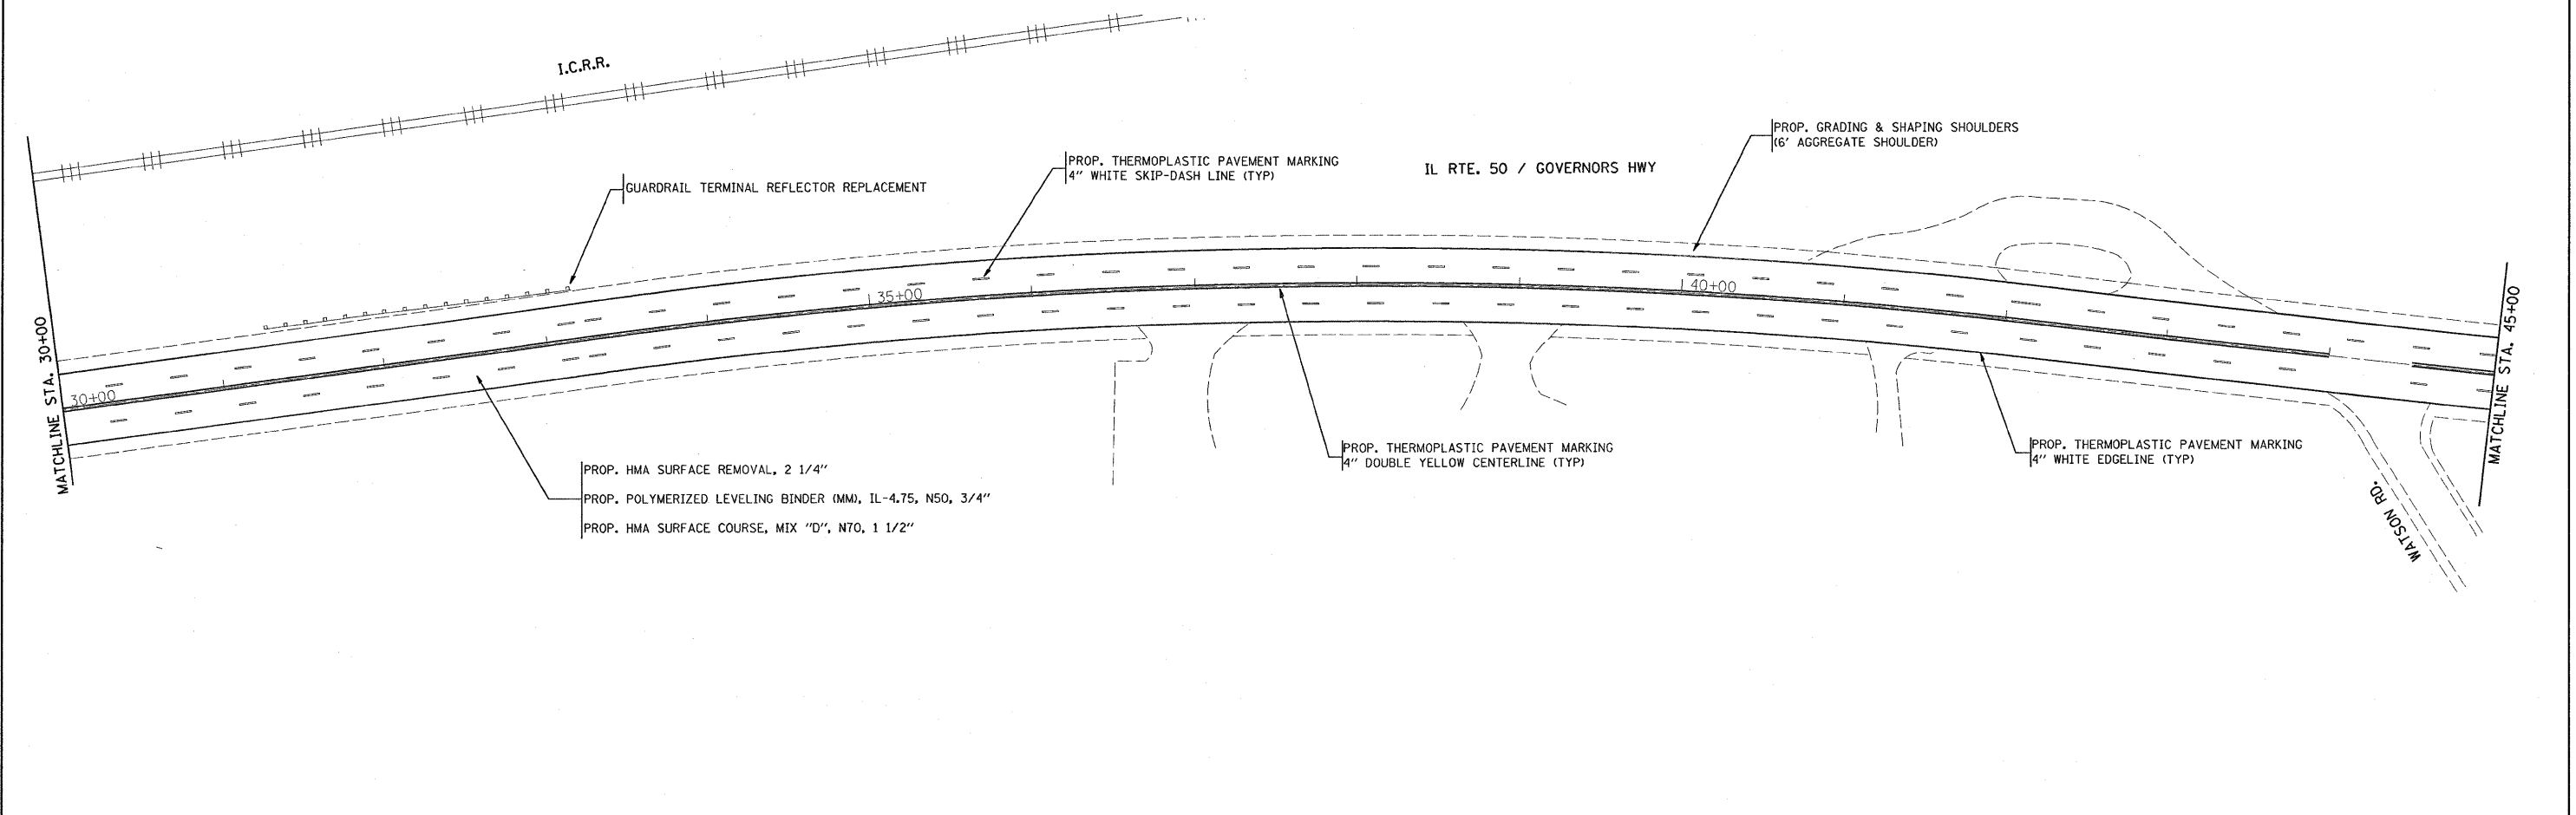 I.C.R.R.
PROP. GRADING & SHAPING SHOULDERS
(6' AGGREGATE SHOULDER)
PROP. THERMOPLASTIC PAVEMENT MARKING
4" WHITE SKIP-DASH LINE (TYP)
IL RTE. 50 / GOVERNORS HWY
GUARDRAIL TERMINAL REFLECTOR REPLACEMENT
MATCHLINE STA. 30+00
30+00
35+00
40+00
MATCHLINE STA. 45+00
PROP. HMA SURFACE REMOVAL, 2 1/4"
PROP. POLYMERIZED LEVELING BINDER (MM), IL-4.75, N50, 3/4"
PROP. HMA SURFACE COURSE, MIX "D", N70, 1 1/2"
PROP. THERMOPLASTIC PAVEMENT MARKING
4" DOUBLE YELLOW CENTERLINE (TYP)
PROP. THERMOPLASTIC PAVEMENT MARKING
4" WHITE EDGELINE (TYP)
WATSON RD.